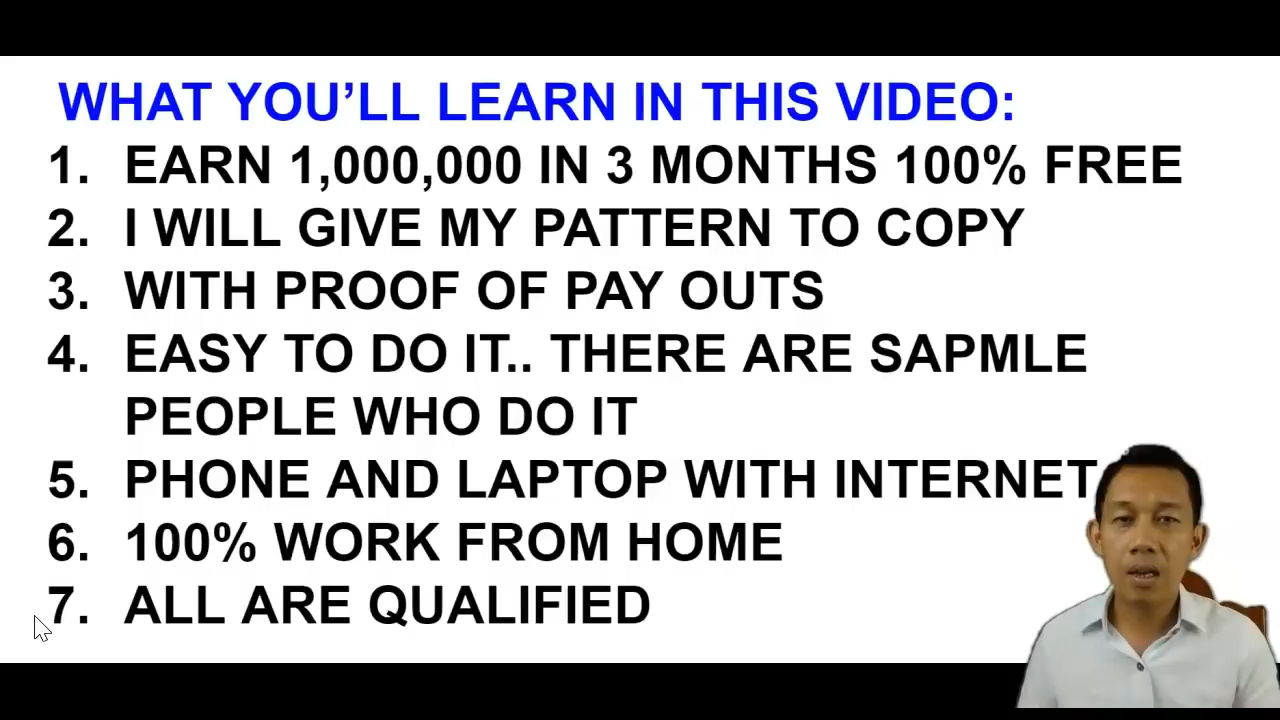 WHAT YOU’LL LEARN IN THIS VIDEO:
1. EARN 1,000,000 IN 3 MONTHS 100% FREE
2. I WILL GIVE MY PATTERN TO COPY
3. WITH PROOF OF PAY OUTS
4. EASY TO DO IT.. THERE ARE SAPMLE
PEOPLE WHO DO IT
5. PHONE AND LAPTOP WITH INTERNET
6. 100% WORK FROM HOME
7. ALL ARE QUALIFIED